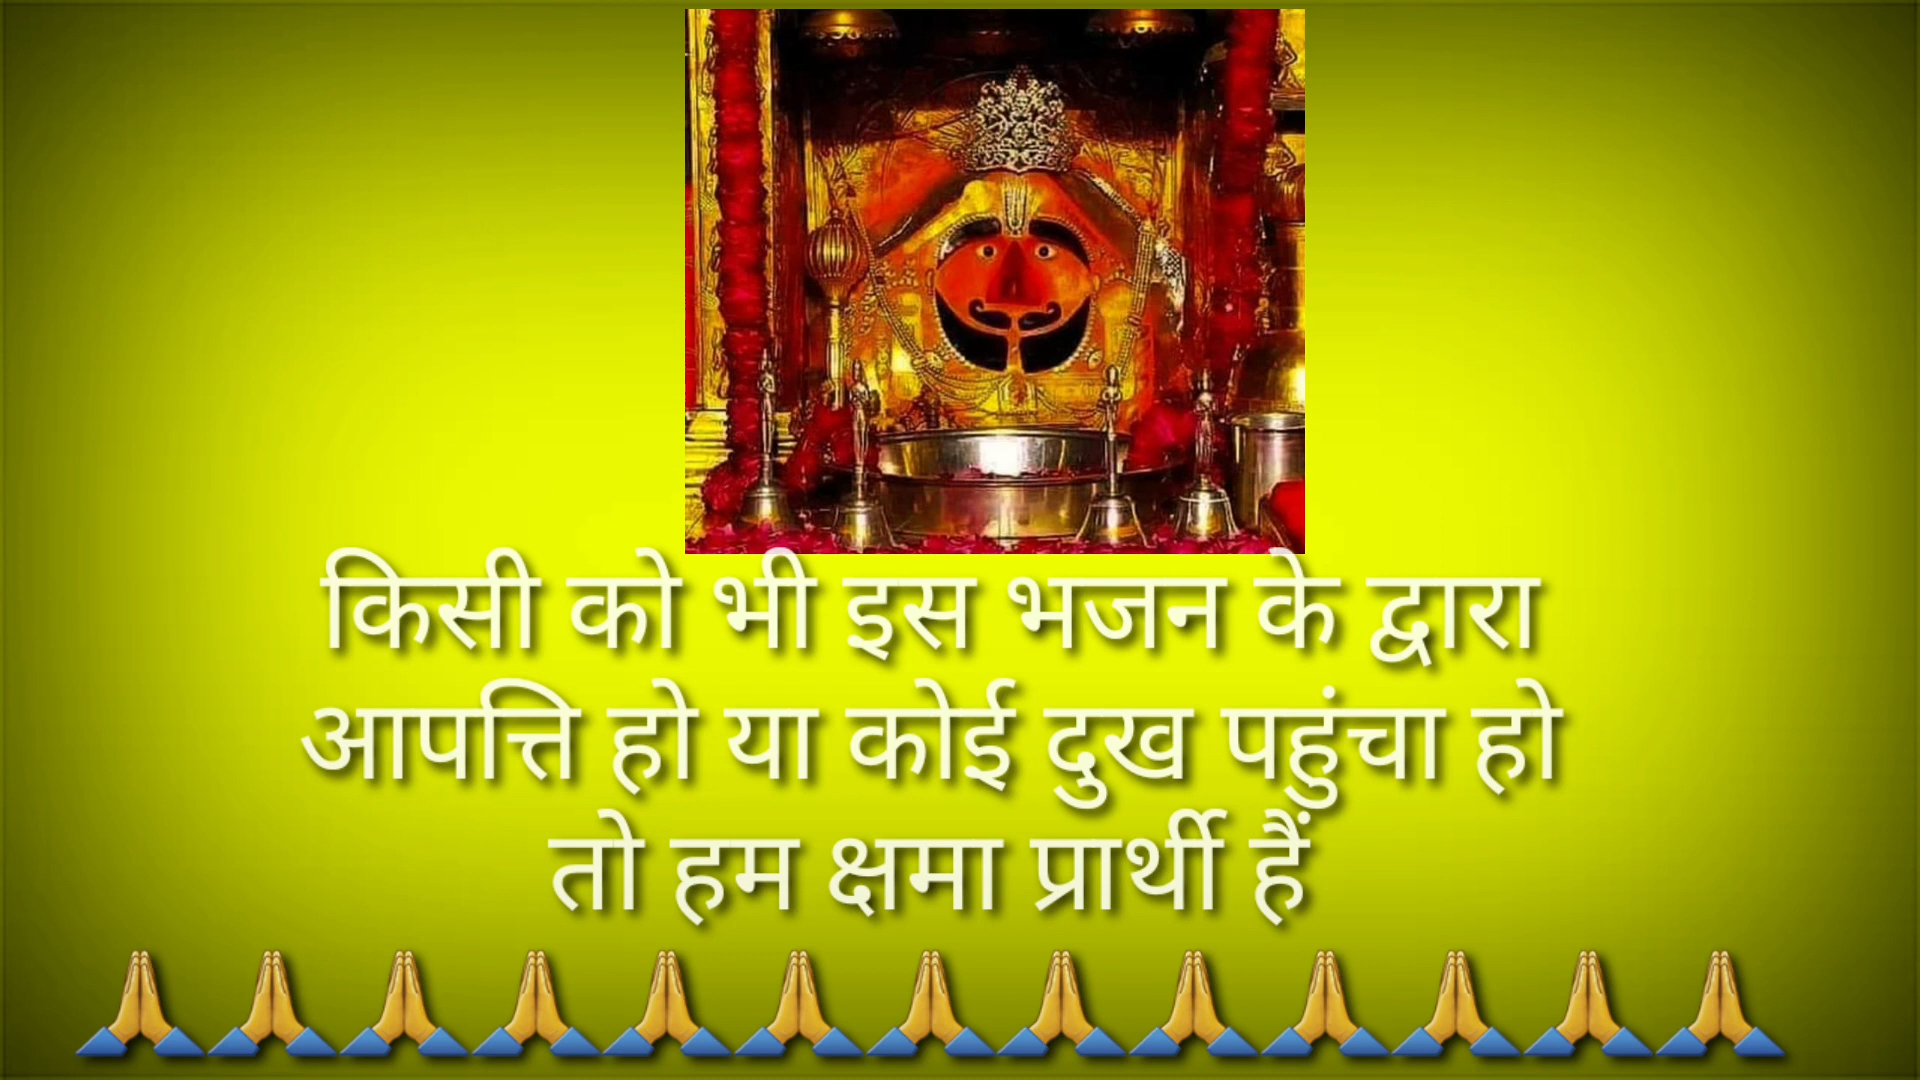 किसी को भी इस भजन के द्वारा
आपत्ति हो या कोई दुख पहुंचा हो
तो हम क्षमा प्रार्थी हैं
🙏🙏🙏🙏🙏🙏🙏🙏🙏🙏🙏🙏🙏